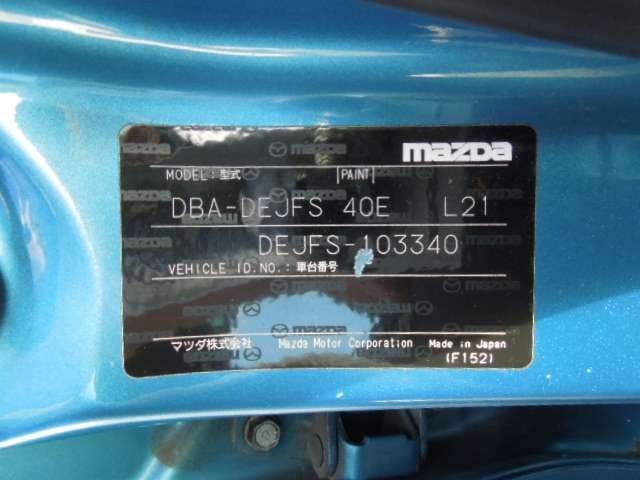 mazda
MODEL: 型式 |PAINT|
DBA-DEJFS 40E L21
DEJFS-103340
VEHICLE ID.NO.: 車台番号
マツダ株式会社 Mazda Motor Corporation Made in Japan
(F152)